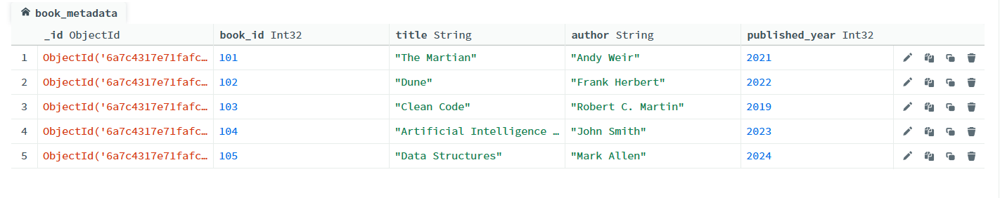 book_metadata
_id ObjectId book_id Int32 title String author String published_year Int32
1 ObjectId('6a7c4317e71fafc… 101 "The Martian" "Andy Weir" 2021
2 ObjectId('6a7c4317e71fafc… 102 "Dune" "Frank Herbert" 2022
3 ObjectId('6a7c4317e71fafc… 103 "Clean Code" "Robert C. Martin" 2019
4 ObjectId('6a7c4317e71fafc… 104 "Artificial Intelligence … "John Smith" 2023
5 ObjectId('6a7c4317e71fafc… 105 "Data Structures" "Mark Allen" 2024